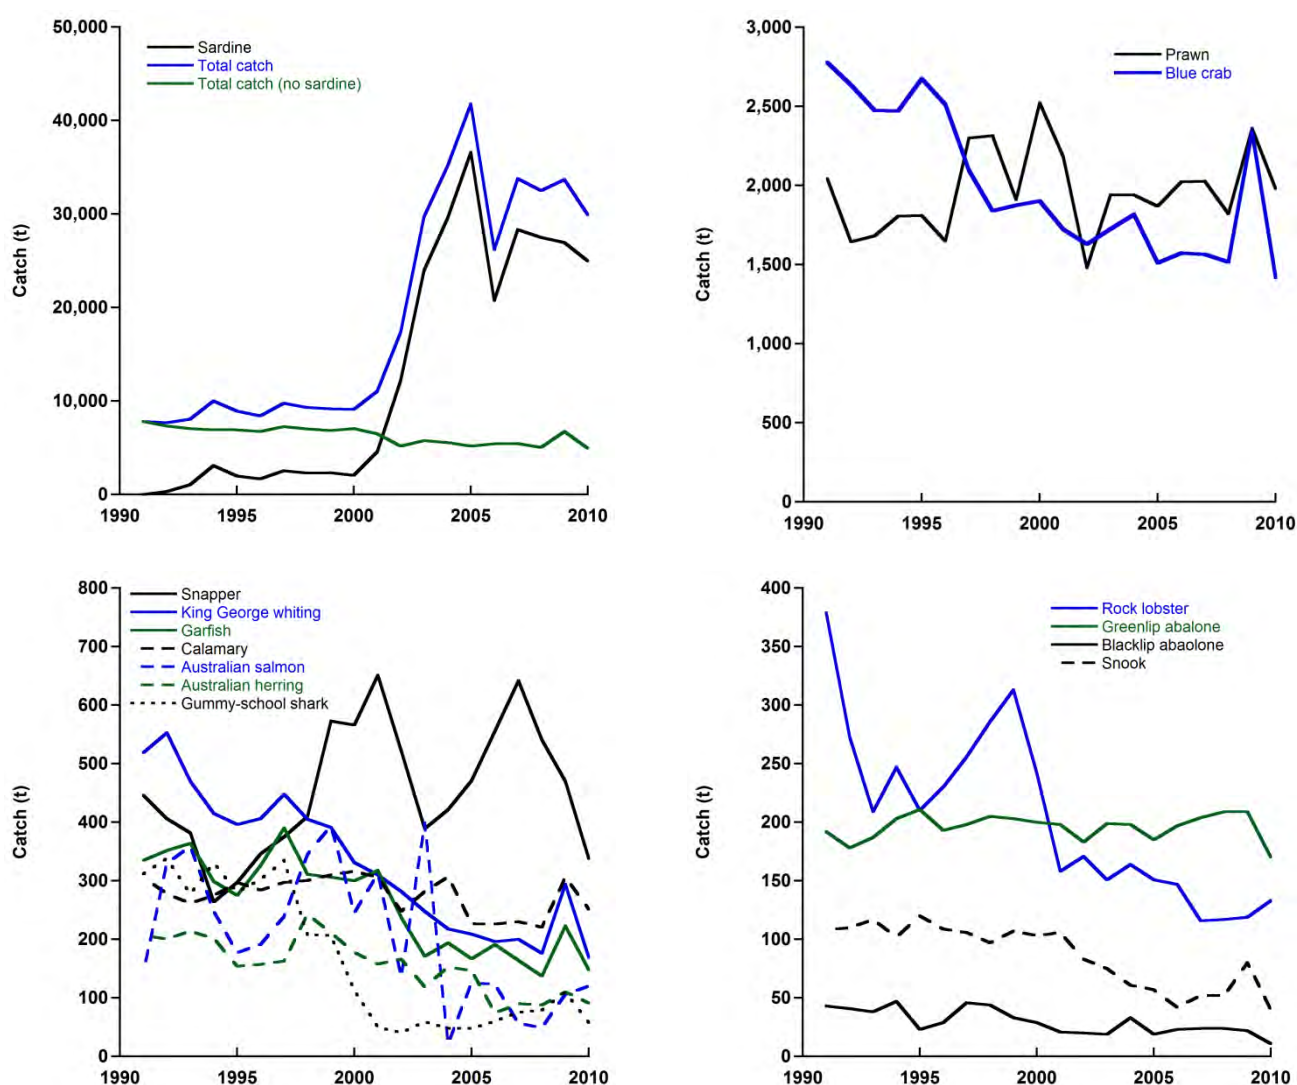 50,000
40,000
30,000
20,000
10,000
0
Catch (t)
Sardine
Total catch
Total catch (no sardine)
1990 1995 2000 2005 2010
3,000
2,500
2,000
1,500
1,000
500
0
Catch (t)
Prawn
Blue crab
1990 1995 2000 2005 2010
800
700
600
500
400
300
200
100
0
Catch (t)
Snapper
King George whiting
Garfish
Calamary
Australian salmon
Australian herring
Gummy-school shark
1990 1995 2000 2005 2010
400
350
300
250
200
150
100
50
0
Catch (t)
Rock lobster
Greenlip abalone
Blacklip abaolone
Snook
1990 1995 2000 2005 2010